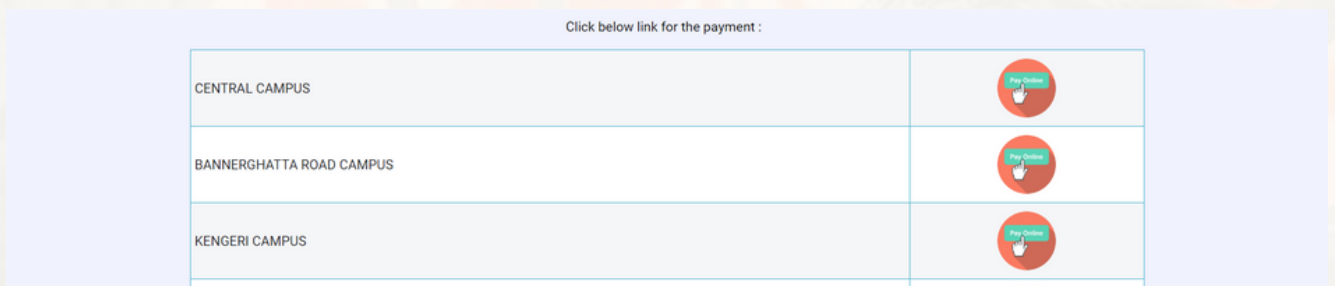 Click below link for the payment :
CENTRAL CAMPUS
Pay Online
BANNERGHATTA ROAD CAMPUS
Pay Online
KENGERI CAMPUS
Pay Online